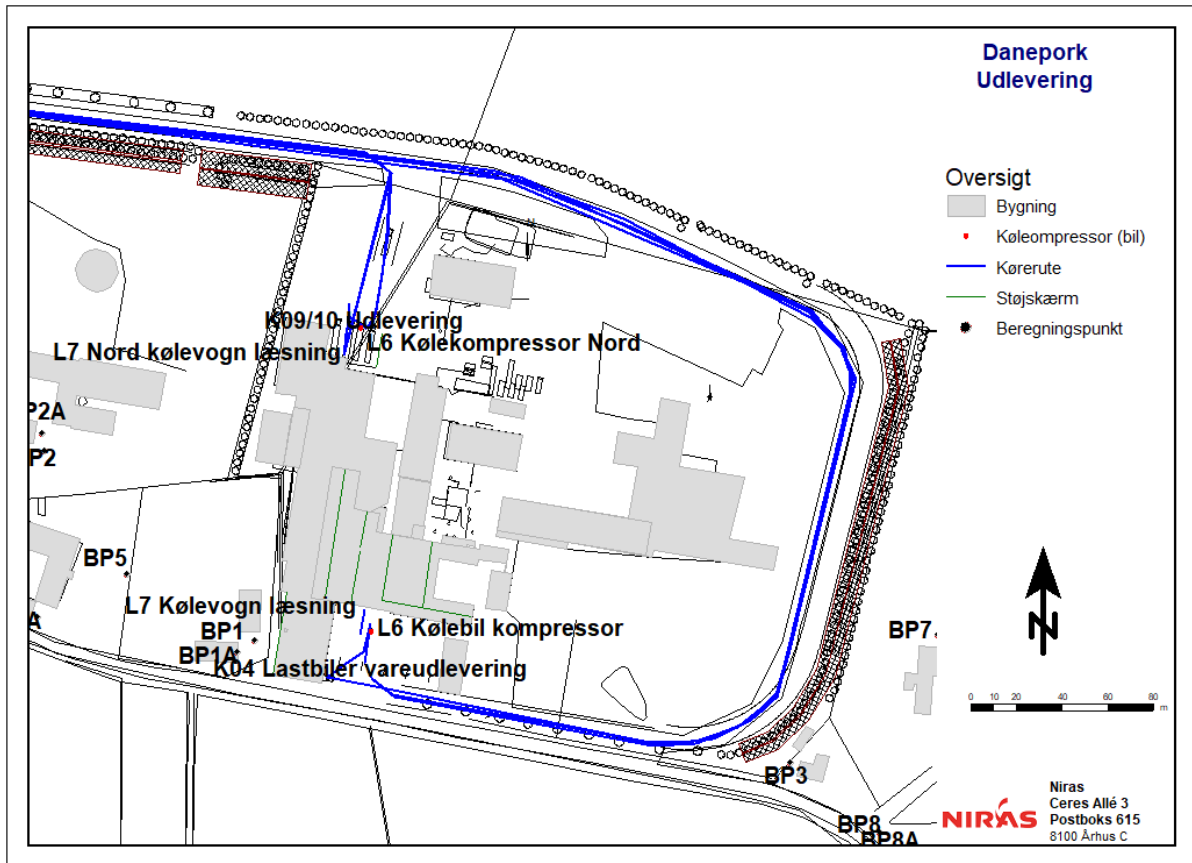 Danepork
Udlevering
Oversigt
Bygning
Køleompressor (bil)
Kørerute
Støjskærm
Beregningspunkt
K09/10 Udlevering
L6 Kølekompressor Nord
L7 Nord kølevogn læsning
P2A
P2
BP5
L7 Kølevogn læsning
BP1
L6 Kølebil kompressor
BP1A
K04 Lastbiler vareudlevering
A
BP7
N
0 10 20 40 60 80
m
BP3
BP8
BP8A
NIRAS
Niras
Ceres Allé 3
Postboks 615
8100 Århus C